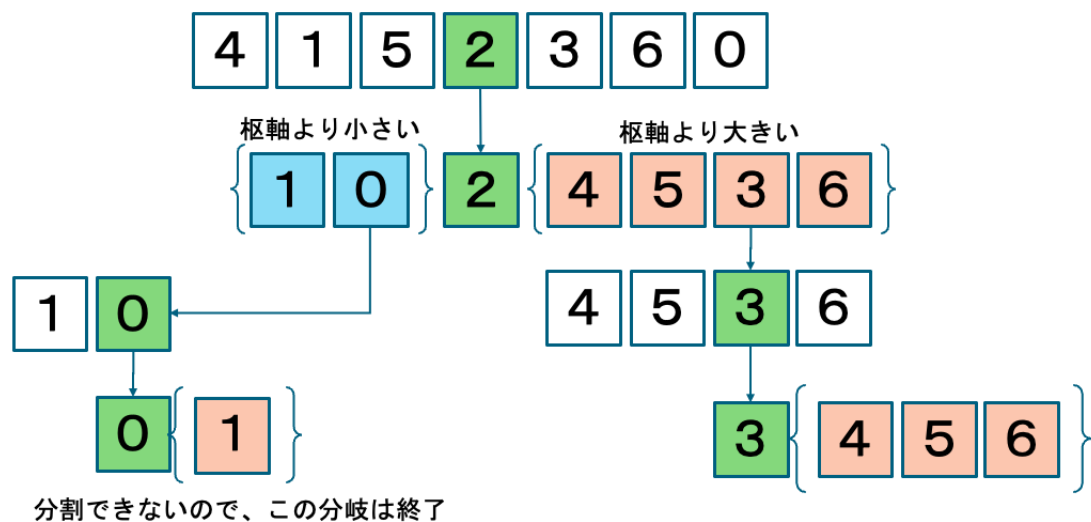 4 1 5 2 3 6 0
枢軸より小さい 枢軸より大きい
{ 1 0 } 2 { 4 5 3 6 }
1 0 4 5 3 6
0 { 1 } 3 { 4 5 6 }
分割できないので、この分岐は終了